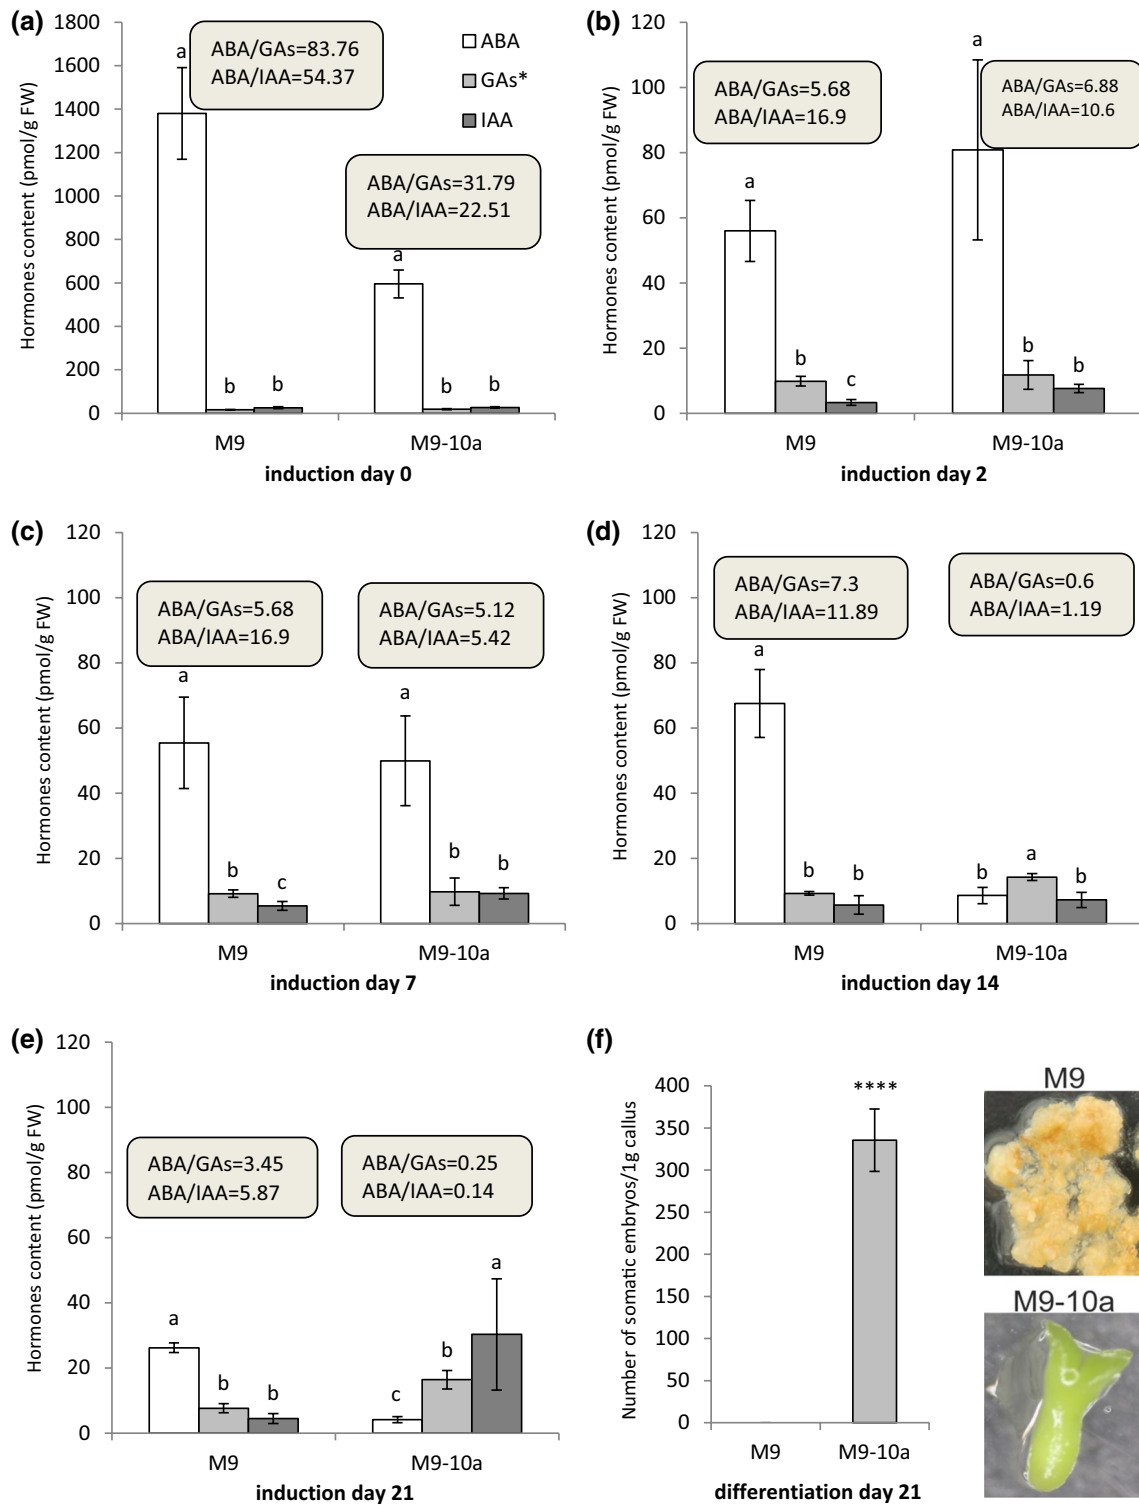 (a)
1800
1600
1400
1200
1000
800
600
400
200
0
Hormones content (pmol/g FW)
a
ABA/GAs=83.76
ABA/IAA=54.37
ABA
GAs*
IAA
ABA/GAs=31.79
ABA/IAA=22.51
a
b b
b b
M9 M9-10a
induction day 0
(b)
120
100
80
60
40
20
0
Hormones content (pmol/g FW)
ABA/GAs=5.68
ABA/IAA=16.9
a
ABA/GAs=6.88
ABA/IAA=10.6
a
b c
b b
M9 M9-10a
induction day 2
(c)
120
100
80
60
40
20
0
Hormones content (pmol/g FW)
ABA/GAs=5.68
ABA/IAA=16.9
ABA/GAs=5.12
ABA/IAA=5.42
a b c
a b b
M9 M9-10a
induction day 7
(d)
120
100
80
60
40
20
0
Hormones content (pmol/g FW)
ABA/GAs=7.3
ABA/IAA=11.89
ABA/GAs=0.6
ABA/IAA=1.19
a b b
b a b
M9 M9-10a
induction day 14
(e)
120
100
80
60
40
20
0
Hormones content (pmol/g FW)
ABA/GAs=3.45
ABA/IAA=5.87
ABA/GAs=0.25
ABA/IAA=0.14
a b b
c b a
M9 M9-10a
induction day 21
(f)
400
350
300
250
200
150
100
50
0
Number of somatic embryos/1g callus
****
M9 M9-10a
differentiation day 21
M9
M9-10a